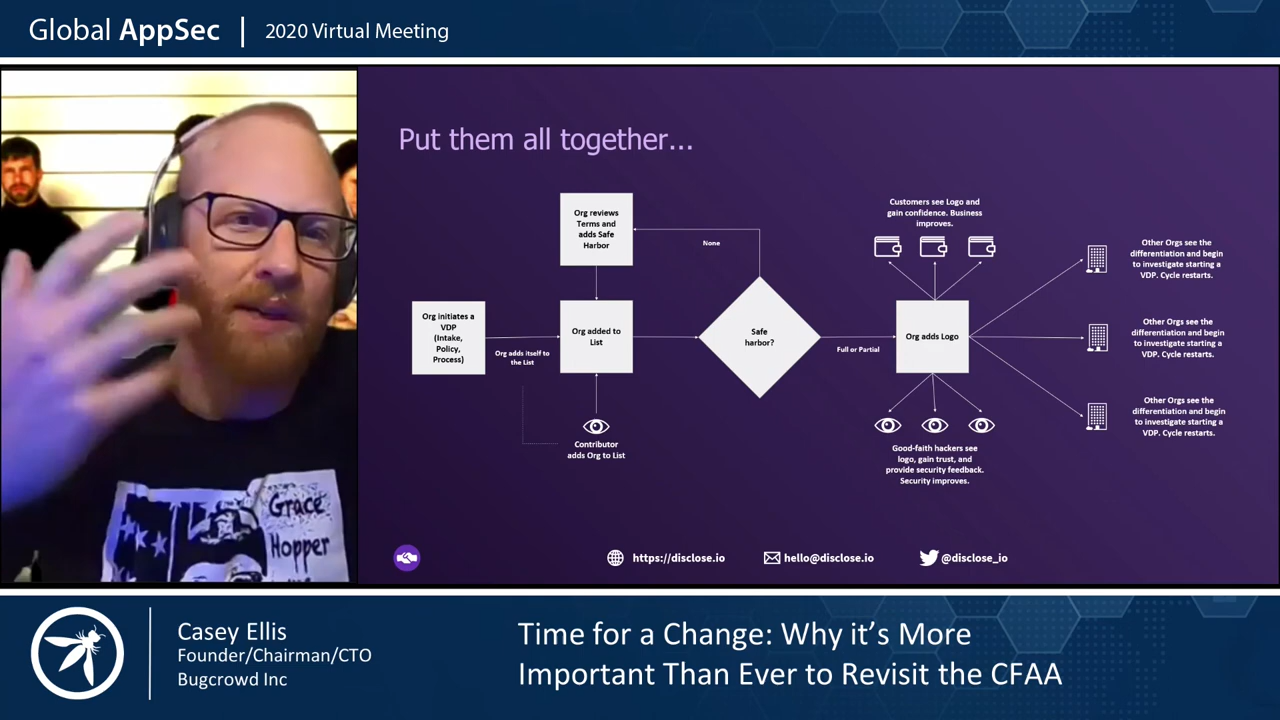 Global AppSec | 2020 Virtual Meeting
Put them all together...
Org reviews
Terms and
adds Safe
Harbor
None
Customers see Logo and
gain confidence. Business
improves.
Other Orgs see the
differentiation and begin
to investigate starting a
VDP. Cycle restarts.
Org initiates a
VDP
(Intake,
Policy,
Process)
Org adds itself to
the List
Org added to
List
Safe
harbor?
Full or Partial
Org adds Logo
Other Orgs see the
differentiation and begin
to investigate starting a
VDP. Cycle restarts.
Contributor
adds Org to List
Good-faith hackers see
logo, gain trust, and
provide security feedback.
Security improves.
Other Orgs see the
differentiation and begin
to investigate starting a
VDP. Cycle restarts.
Grace
Hopper
https://disclose.io
hello@disclose.io
@disclose_io
Casey Ellis
Founder/Chairman/CTO
Bugcrowd Inc
Time for a Change: Why it's More
Important Than Ever to Revisit the CFAA